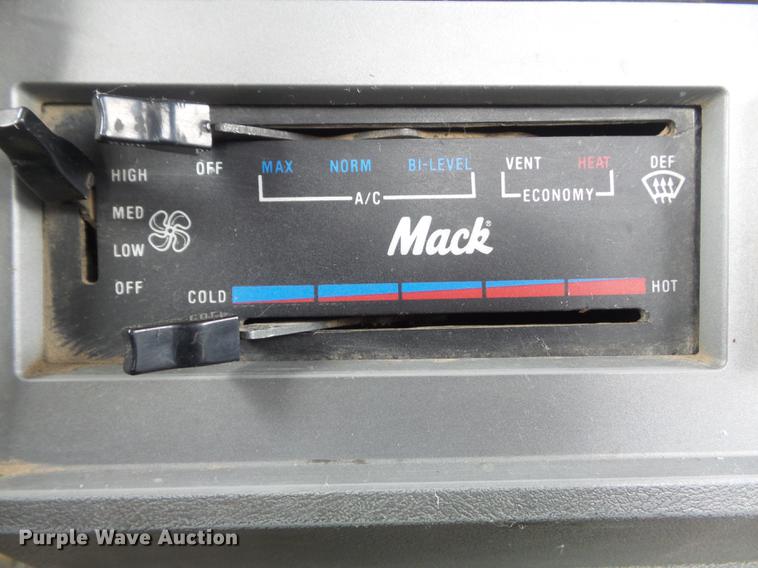 HIGH
MED
LOW
OFF
OFF MAX NORM BI-LEVEL VENT HEAT DEF
A/C ECONOMY
Mack®
COLD HOT
Purple Wave Auction